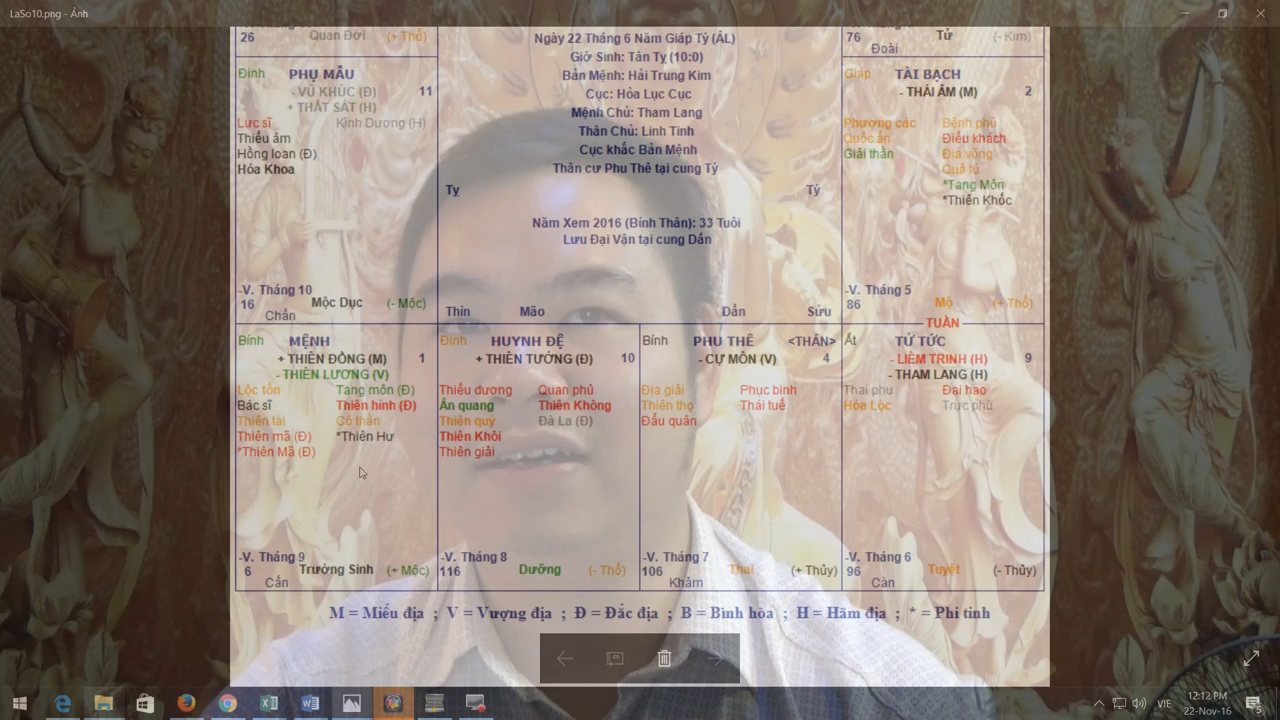 LaSo10.png - Ảnh
26 Quan Đới (+ Thổ)
Ngày 22 Tháng 6 Năm Giáp Tý (ÂL)
Giờ Sinh: Tân Tỵ (10:0)
Bản Mệnh: Hải Trung Kim
Cục: Hỏa Lục Cục
Mệnh Chủ: Tham Lang
Thân Chủ: Linh Tinh
Cục khắc Bản Mệnh
Thân cư Phu Thê tại cung Tý
Tỵ Tý
Năm Xem 2016 (Bính Thân): 33 Tuổi
Lưu Đại Vận tại cung Dần
Thìn Mão Dần Sửu
76 Tử (- Kim)
Đoài
Đinh PHỤ MẪU
- VŨ KHÚC (Đ) 11
+ THẤT SÁT (H)
Lực sĩ Kình Dương (H)
Thiếu âm
Hồng loan (Đ)
Hóa Khoa
-V. Tháng 10
16 Mộc Dục (- Mộc)
Chấn
Giáp TÀI BẠCH
- THÁI ÂM (M) 2
Phượng các Bệnh phù
Quốc ấn Điếu khách
Giải thần Địa võng
Quả tú
*Tang Môn
*Thiên Khốc
-V. Tháng 5
86 Mộ (+ Thổ)
TUẦN
Bính MỆNH
+ THIÊN ĐỒNG (M) 1
- THIÊN LƯƠNG (V)
Lộc tồn Tang môn (Đ)
Bác sĩ Thiên hình (Đ)
Thiên tài Cô thần
Thiên mã (Đ) *Thiên Hư
*Thiên Mã (Đ)
-V. Tháng 9
6 Trường Sinh (+ Mộc)
Cấn
Đinh HUYNH ĐỆ
+ THIÊN TƯỚNG (Đ) 10
Thiếu dương Quan phủ
Ân quang Thiên Không
Thiên quý Đà La (Đ)
Thiên Khôi
Thiên giải
-V. Tháng 8
116 Dưỡng (- Thổ)
Bính PHU THÊ <THÂN>
- CỰ MÔN (V) 4
Địa giải Phục binh
Thiên thọ Thái tuế
Đẩu quân
-V. Tháng 7
106 Thai (+ Thủy)
Khảm
Ất TỬ TỨC
- LIÊM TRINH (H) 9
- THAM LANG (H)
Thai phụ Đại hao
Hóa Lộc Trực phù
-V. Tháng 6
96 Tuyệt (- Thủy)
Càn
M = Miếu địa ; V = Vượng địa ; Đ = Đắc địa ; B = Bình hòa ; H = Hãm địa ; * = Phi tinh
VIE
12:12 PM
22-Nov-16
5